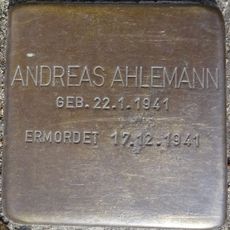 ANDREAS AHLEMANN
GEB. 22.1.1941
ERMORDET 17.12.1941